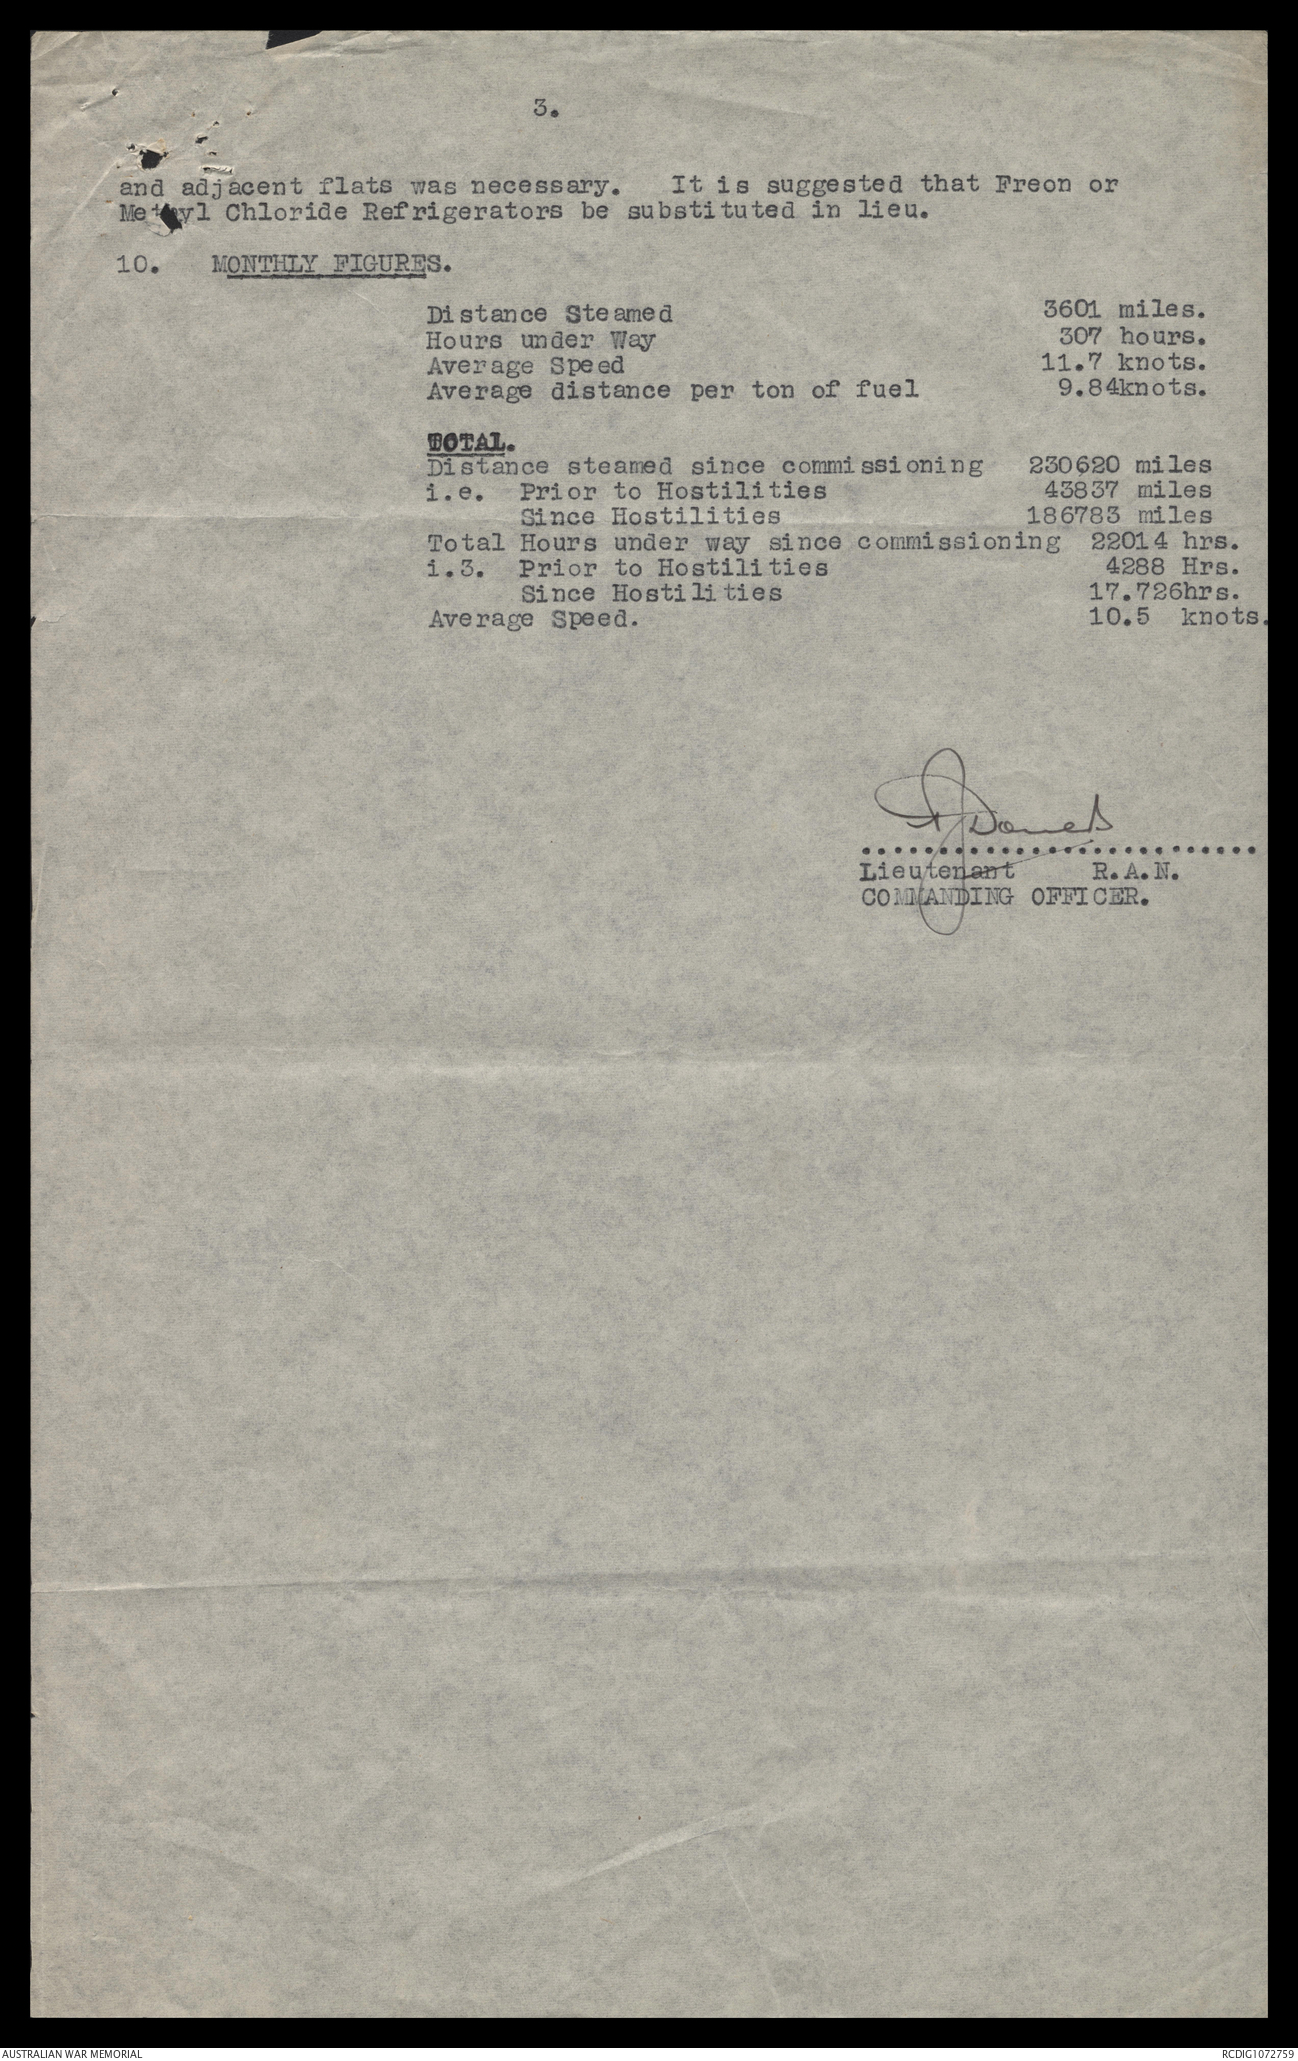 3.
and adjacent flats was necessary. It is suggested that Freon or
Methyl Chloride Refrigerators be substituted in lieu.
10. MONTHLY FIGURES.
Distance Steamed 3601 miles.
Hours under Way 307 hours.
Average Speed 11.7 knots.
Average distance per ton of fuel 9.84knots.
TOTAL.
Distance steamed since commissioning 230620 miles
i.e. Prior to Hostilities 43837 miles
Since Hostilities 186783 miles
Total Hours under way since commissioning 22014 hrs.
i.3. Prior to Hostilities 4288 Hrs.
Since Hostilities 17.726hrs.
Average Speed. 10.5 knots.
Lieutenant R.A.N.
COMMANDING OFFICER.
AUSTRALIAN WAR MEMORIAL RCDIG1072759